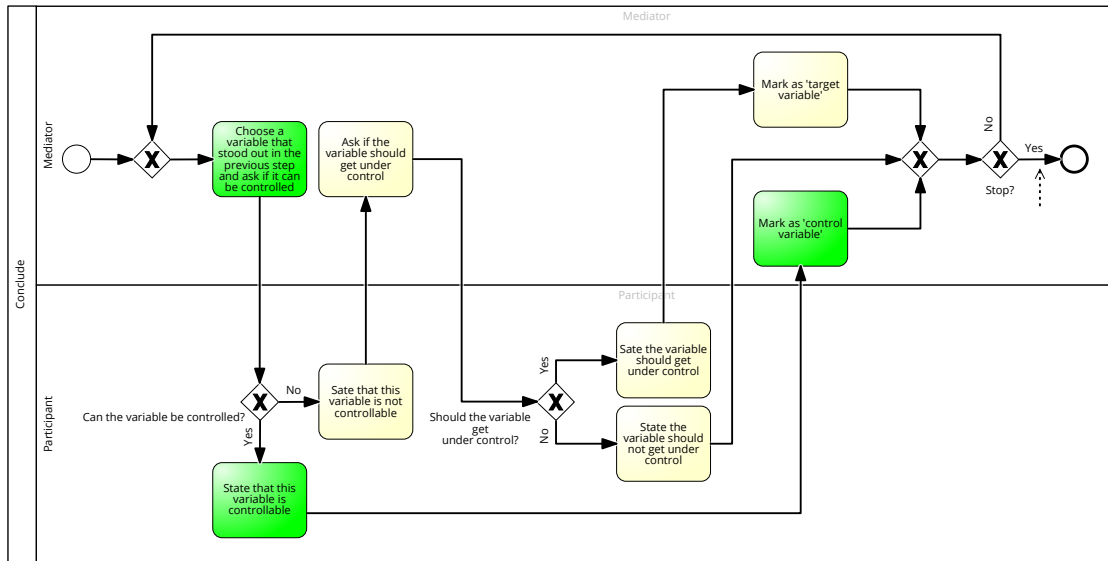 Mediator
Conclude
Mediator
Choose a
variable that
stood out in the
previous step
and ask if it can
be controlled
Ask if the
variable should
get under
control
Mark as 'target
variable'
No
Yes
Stop?
Mark as 'control
variable'
Participant
Participant
Can the variable be controlled?
No
Yes
Sate that this
variable is not
controllable
State that this
variable is
controllable
Should the variable
get
under control?
Yes
No
Sate the variable
should get
under control
State the
variable should
not get under
control